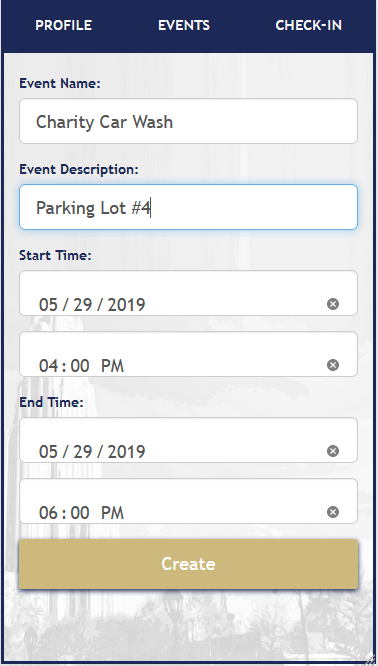 PROFILE EVENTS CHECK-IN
Event Name:
Charity Car Wash
Event Description:
Parking Lot #4
Start Time:
05 / 29 / 2019
04 : 00 PM
End Time:
05 / 29 / 2019
06 : 00 PM
Create